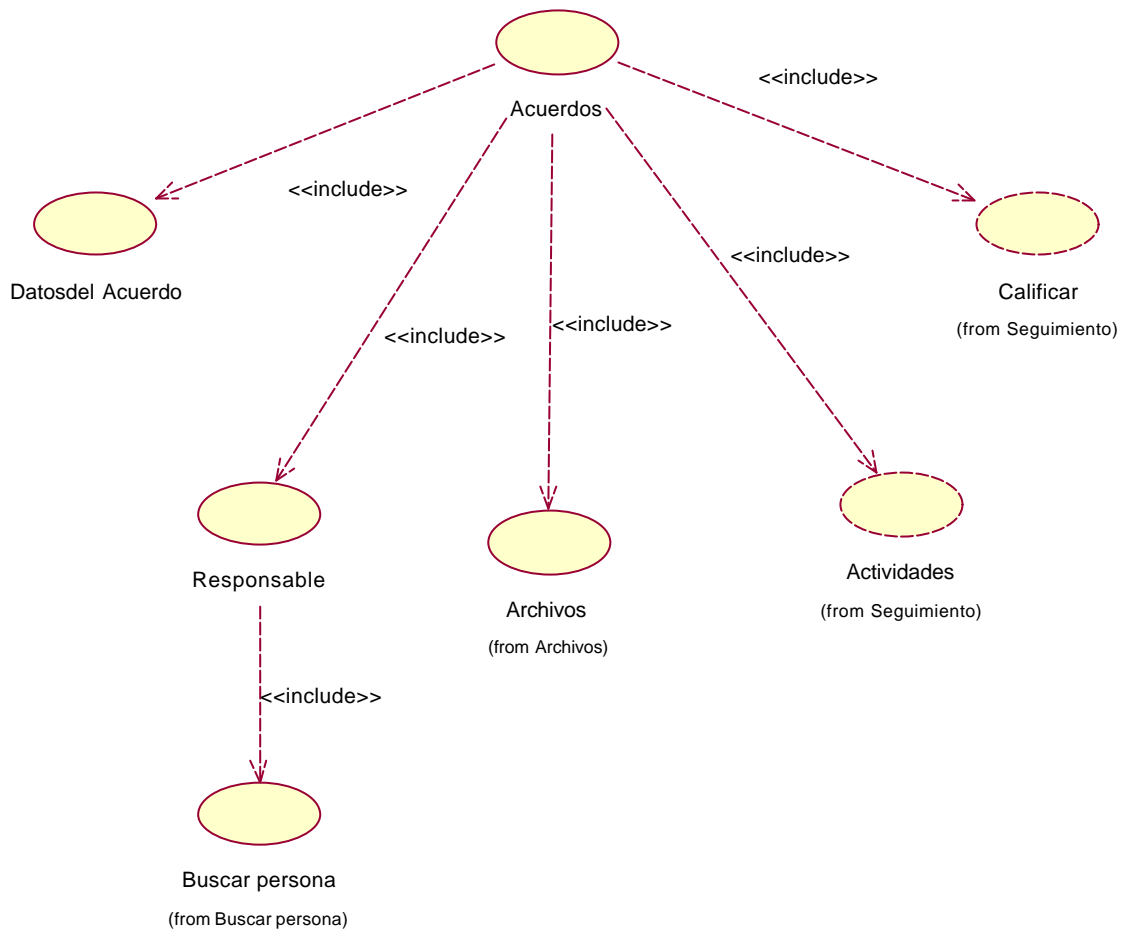 <<include>>
Acuerdos
<<include>>
<<include>>
Datosdel Acuerdo
Calificar
(from Seguimiento)
<<include>>
<<include>>
Responsable
Archivos
(from Archivos)
Actividades
(from Seguimiento)
<<include>>
Buscar persona
(from Buscar persona)